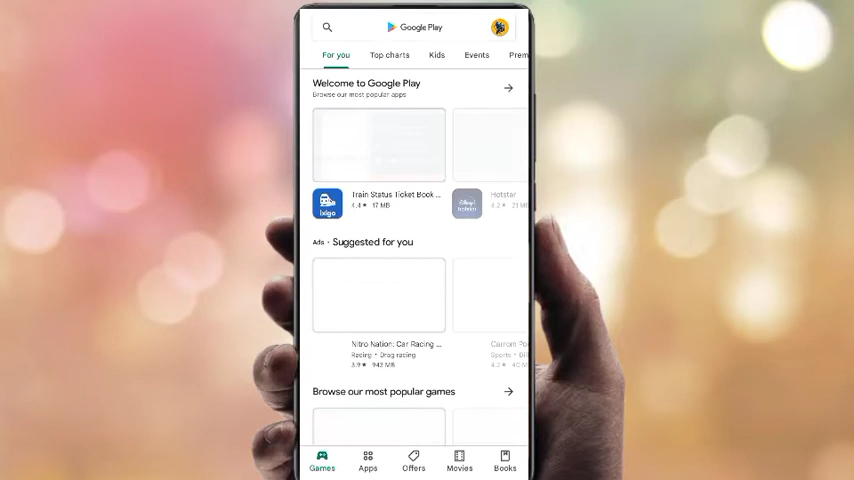 Google Play
For you Top charts Kids Events Prem
Welcome to Google Play
Browse our most popular apps
Train Status Ticket Book ... Hotstar
4.4 ★ 17 MB 4.2 ★ 21 M
ixigo
Disney+ hotstar
Ads • Suggested for you
Nitro Nation: Car Racing ... Carrom Po
Racing • Drag racing Sports • Bil
3.9 ★ 942 MB 4.2 ★ 40 M
Browse our most popular games
Games Apps Offers Movies Books